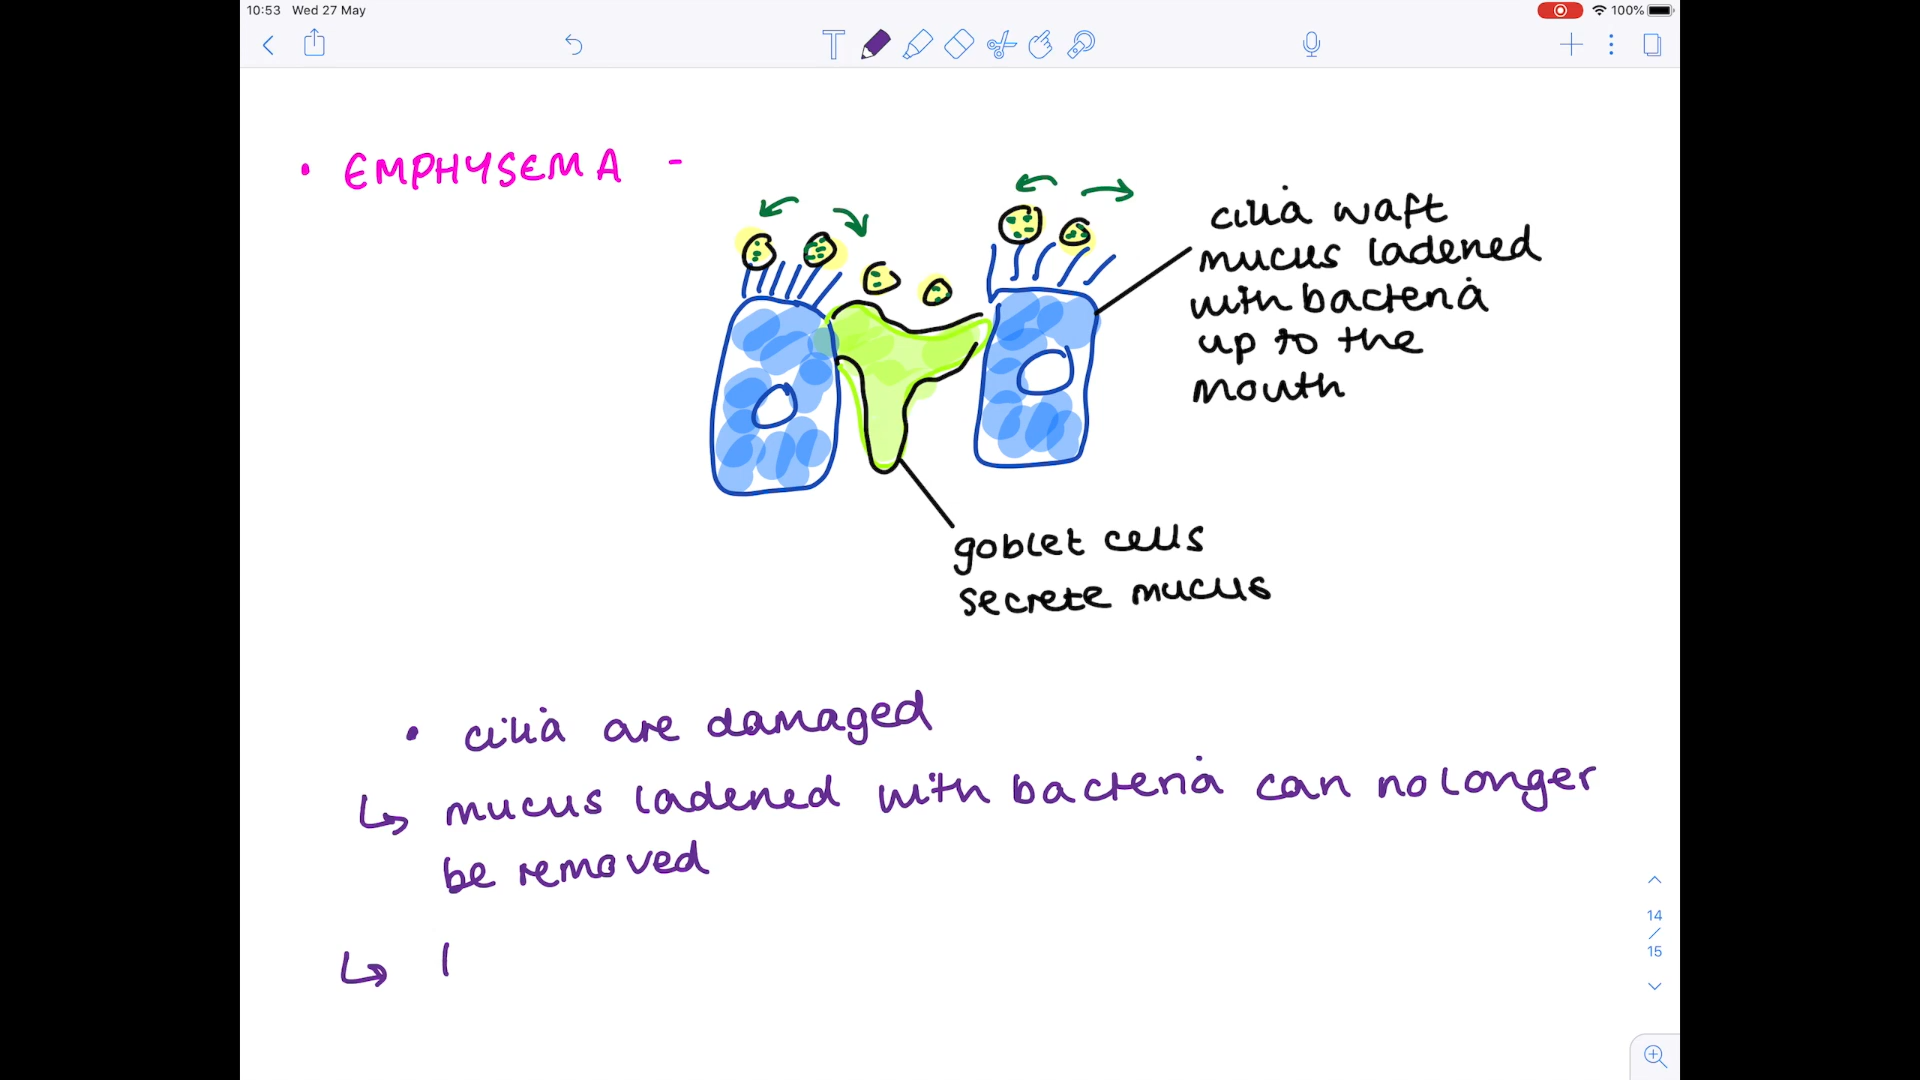 10:53 Wed 27 May
100%
T
• EMPHYSEMA -
cilia waft
mucus ladened
with bacteria
up to the
mouth
goblet cells
secrete mucus
• cilia are damaged
↳ mucus ladened with bacteria can no longer
be removed
↳ l
14
/
15